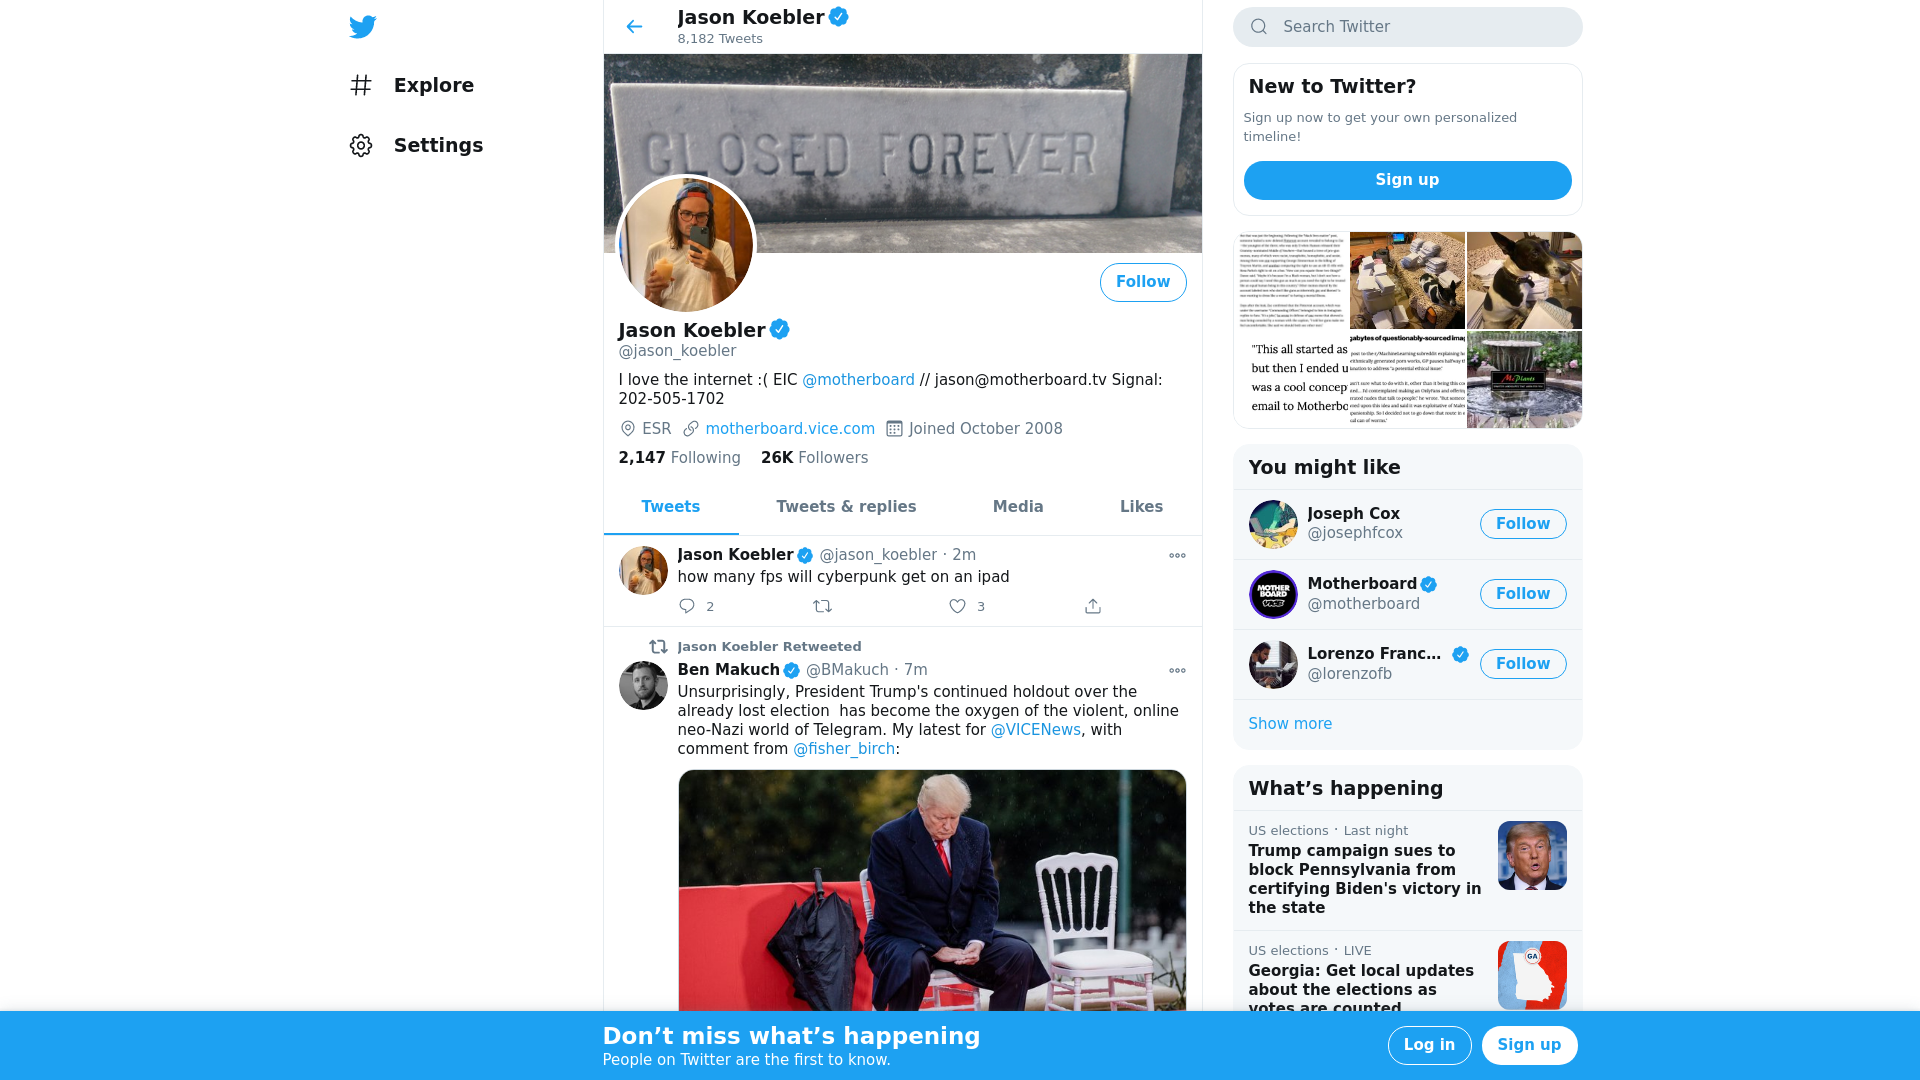 Jason Koebler
8,182 Tweets
Explore
Settings
CLOSED FOREVER
Follow
Jason Koebler
@jason_koebler
I love the internet :( EIC @motherboard // jason@motherboard.tv Signal:
202-505-1702
ESR motherboard.vice.com Joined October 2008
2,147 Following 26K Followers
Tweets Tweets & replies Media Likes
Jason Koebler @jason_koebler · 2m
how many fps will cyberpunk get on an ipad
2 3
Jason Koebler Retweeted
Ben Makuch @BMakuch · 7m
Unsurprisingly, President Trump's continued holdout over the
already lost election has become the oxygen of the violent, online
neo-Nazi world of Telegram. My latest for @VICENews, with
comment from @fisher_birch:
Search Twitter
New to Twitter?
Sign up now to get your own personalized
timeline!
Sign up
"This all started as
but then I ended u
was a cool concep
email to Motherbo
gabytes of questionably-sourced imag
You might like
Joseph Cox
@josephfcox
Follow
MOTHER
BOARD
VICE
Motherboard
@motherboard
Follow
Lorenzo Franc...
@lorenzofb
Follow
Show more
What's happening
US elections · Last night
Trump campaign sues to
block Pennsylvania from
certifying Biden's victory in
the state
US elections · LIVE
GA
Georgia: Get local updates
about the elections as
votes are counted
Don't miss what's happening
People on Twitter are the first to know.
Log in
Sign up